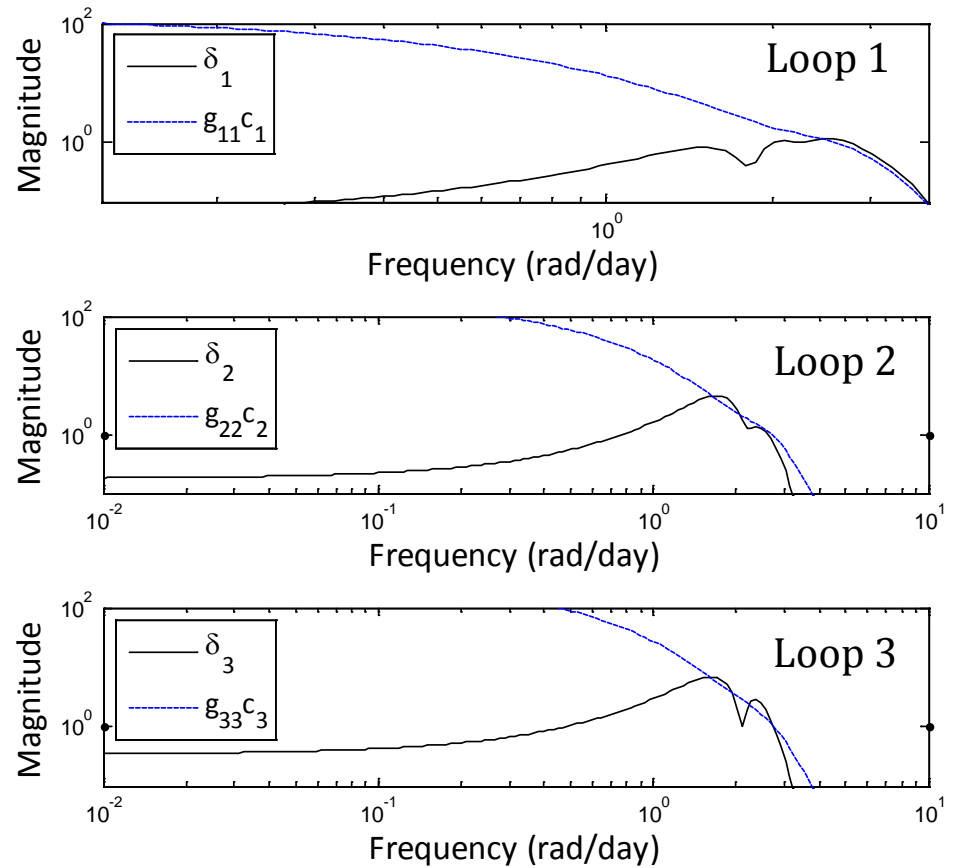 Loop 1
Magnitude
10^2
10^0
δ_1
g_11c_1
10^0
Frequency (rad/day)
Loop 2
Magnitude
10^2
10^0
δ_2
g_22c_2
10^-2
10^-1
10^0
10^1
Frequency (rad/day)
Loop 3
Magnitude
10^2
10^0
δ_3
g_33c_3
10^-2
10^-1
10^0
10^1
Frequency (rad/day)